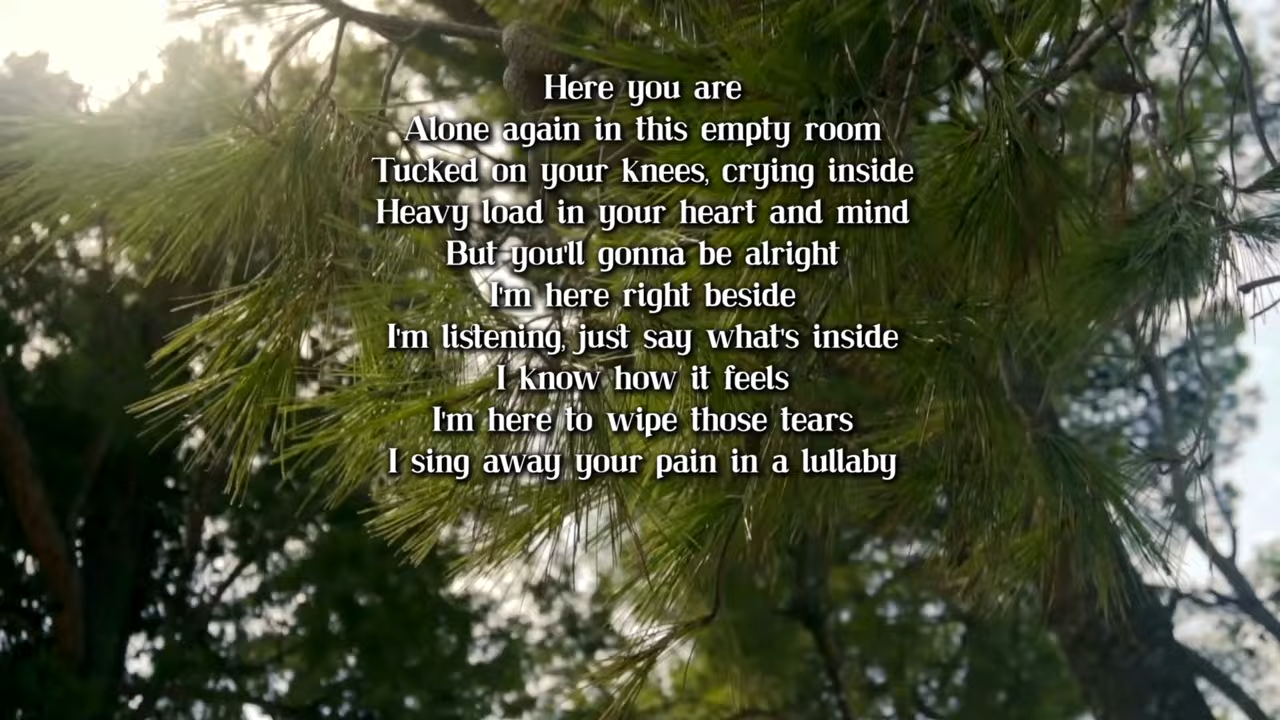 Here you are
Alone again in this empty room
Tucked on your knees, crying inside
Heavy load in your heart and mind
But you'll gonna be alright
I'm here right beside
I'm listening, just say what's inside
I know how it feels
I'm here to wipe those tears
I sing away your pain in a lullaby